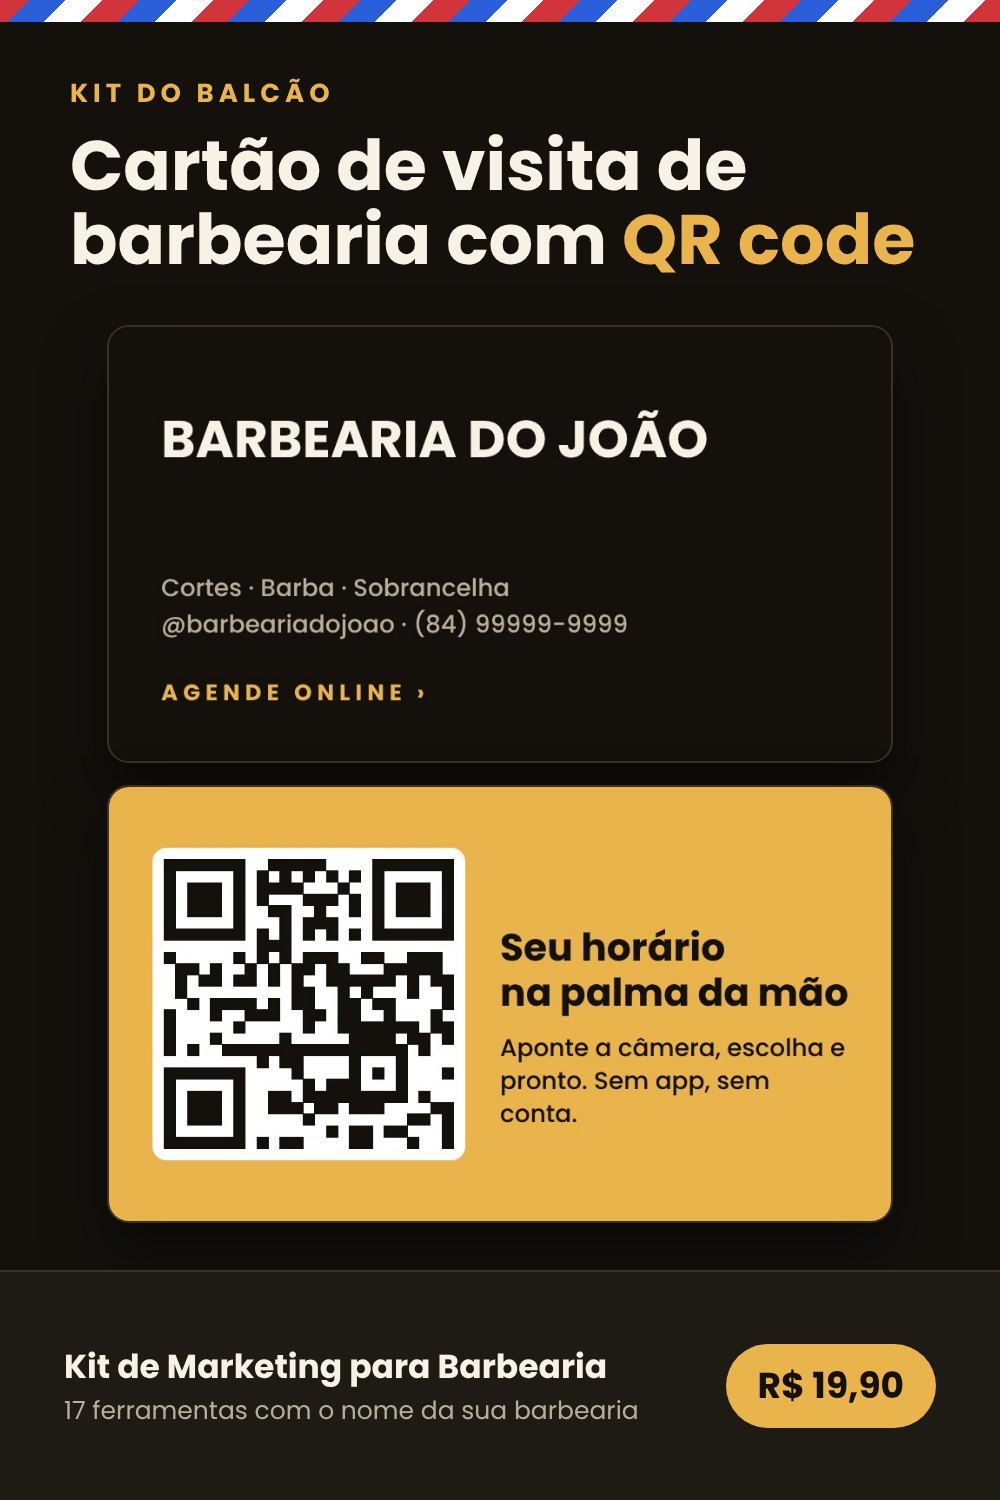 KIT DO BALCÃO
Cartão de visita de
barbearia com QR code
BARBEARIA DO JOÃO
Cortes · Barba · Sobrancelha
@barbeariadojoao · (84) 99999-9999
AGENDE ONLINE ›
Seu horário
na palma da mão
Aponte a câmera, escolha e
pronto. Sem app, sem
conta.
Kit de Marketing para Barbearia
17 ferramentas com o nome da sua barbearia
R$ 19,90